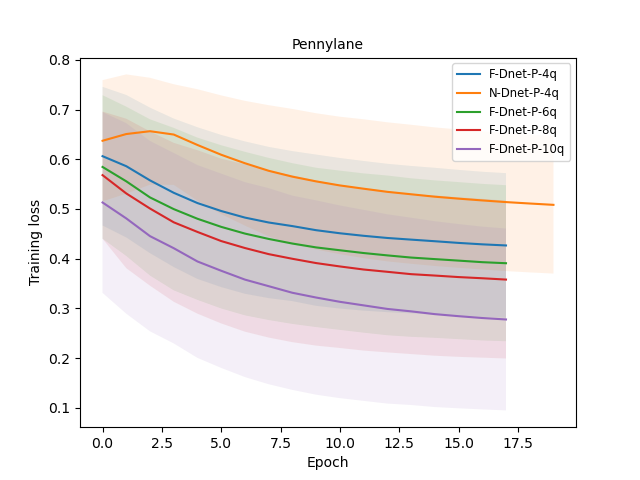 Pennylane
F-Dnet-P-4q
N-Dnet-P-4q
F-Dnet-P-6q
F-Dnet-P-8q
F-Dnet-P-10q
Training loss
0.8
0.7
0.6
0.5
0.4
0.3
0.2
0.1
0.0 2.5 5.0 7.5 10.0 12.5 15.0 17.5
Epoch